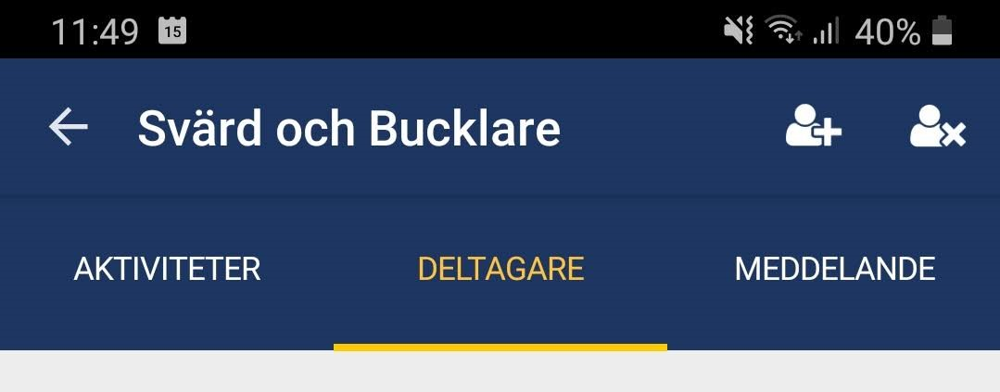 11:49 15 40%
Svärd och Bucklare
AKTIVITETER DELTAGARE MEDDELANDE